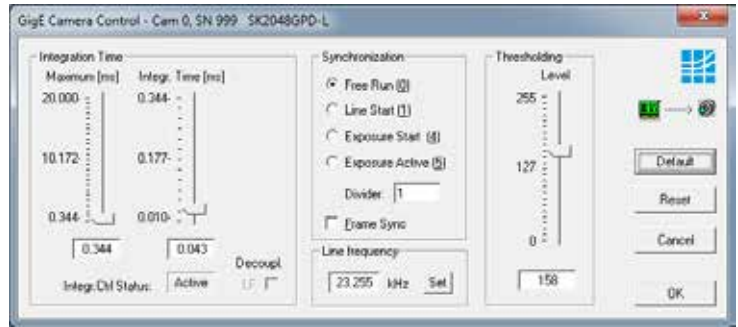 GigE Camera Control - Cam 0, SN 999 SK2048GPD-L
Integration Time
Maximum [ms] Integr. Time [ms]
20.000 0.344
10.172 0.177
0.344 0.010
0.344 0.043
Decoupl.
Integr.Ctrl Status: Active LF
Synchronization
Free Run (0)
Line Start (1)
Exposure Start (4)
Exposure Active (5)
Divider: 1
Frame Sync
Line frequency
23.255 kHz Set
Thresholding
Level
255
127
0
158
Default
Reset
Cancel
OK